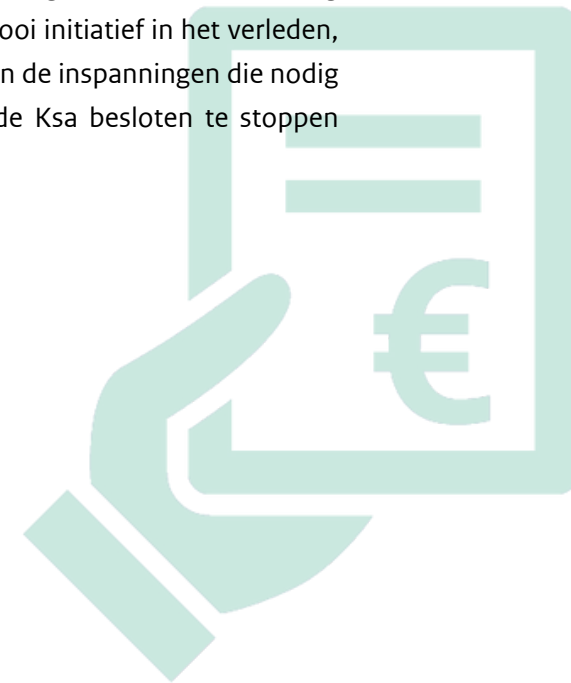 ooi initiatief in het verleden,
n de inspanningen die nodig
de Ksa besloten te stoppen
€